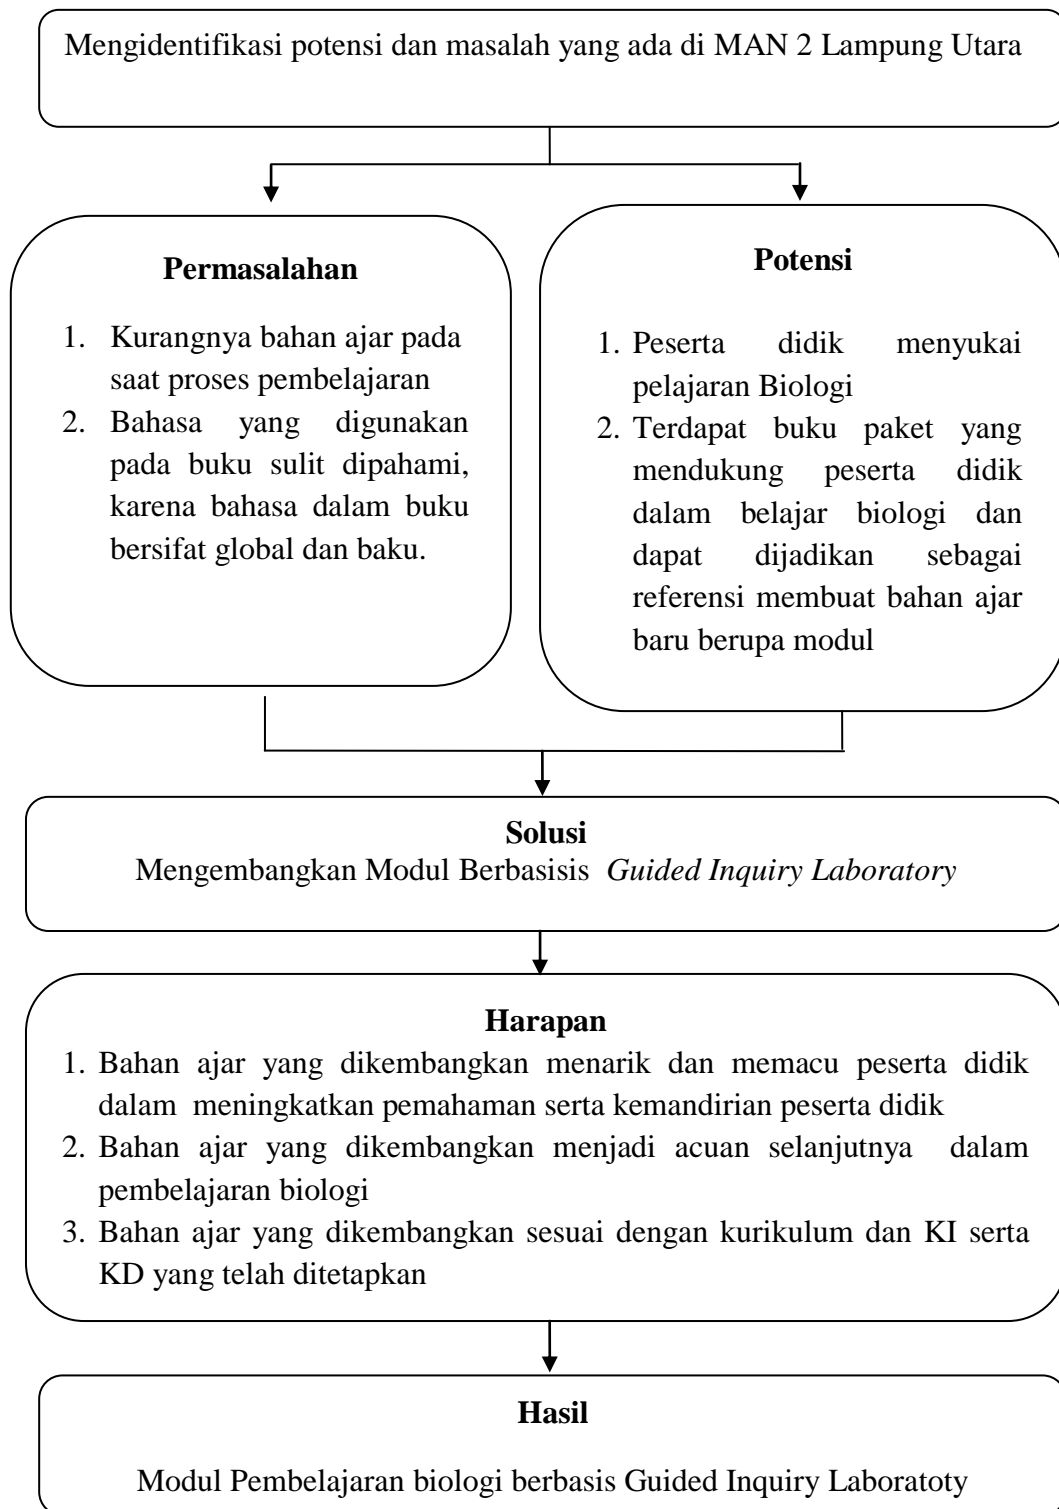 Mengidentifikasi potensi dan masalah yang ada di MAN 2 Lampung Utara
Permasalahan
1. Kurangnya bahan ajar pada
saat proses pembelajaran
2. Bahasa yang digunakan
pada buku sulit dipahami,
karena bahasa dalam buku
bersifat global dan baku.
Potensi
1. Peserta didik menyukai
pelajaran Biologi
2. Terdapat buku paket yang
mendukung peserta didik
dalam belajar biologi dan
dapat dijadikan sebagai
referensi membuat bahan ajar
baru berupa modul
Solusi
Mengembangkan Modul Berbasisis Guided Inquiry Laboratory
Harapan
1. Bahan ajar yang dikembangkan menarik dan memacu peserta didik
dalam meningkatkan pemahaman serta kemandirian peserta didik
2. Bahan ajar yang dikembangkan menjadi acuan selanjutnya dalam
pembelajaran biologi
3. Bahan ajar yang dikembangkan sesuai dengan kurikulum dan KI serta
KD yang telah ditetapkan
Hasil
Modul Pembelajaran biologi berbasis Guided Inquiry Laboratoty